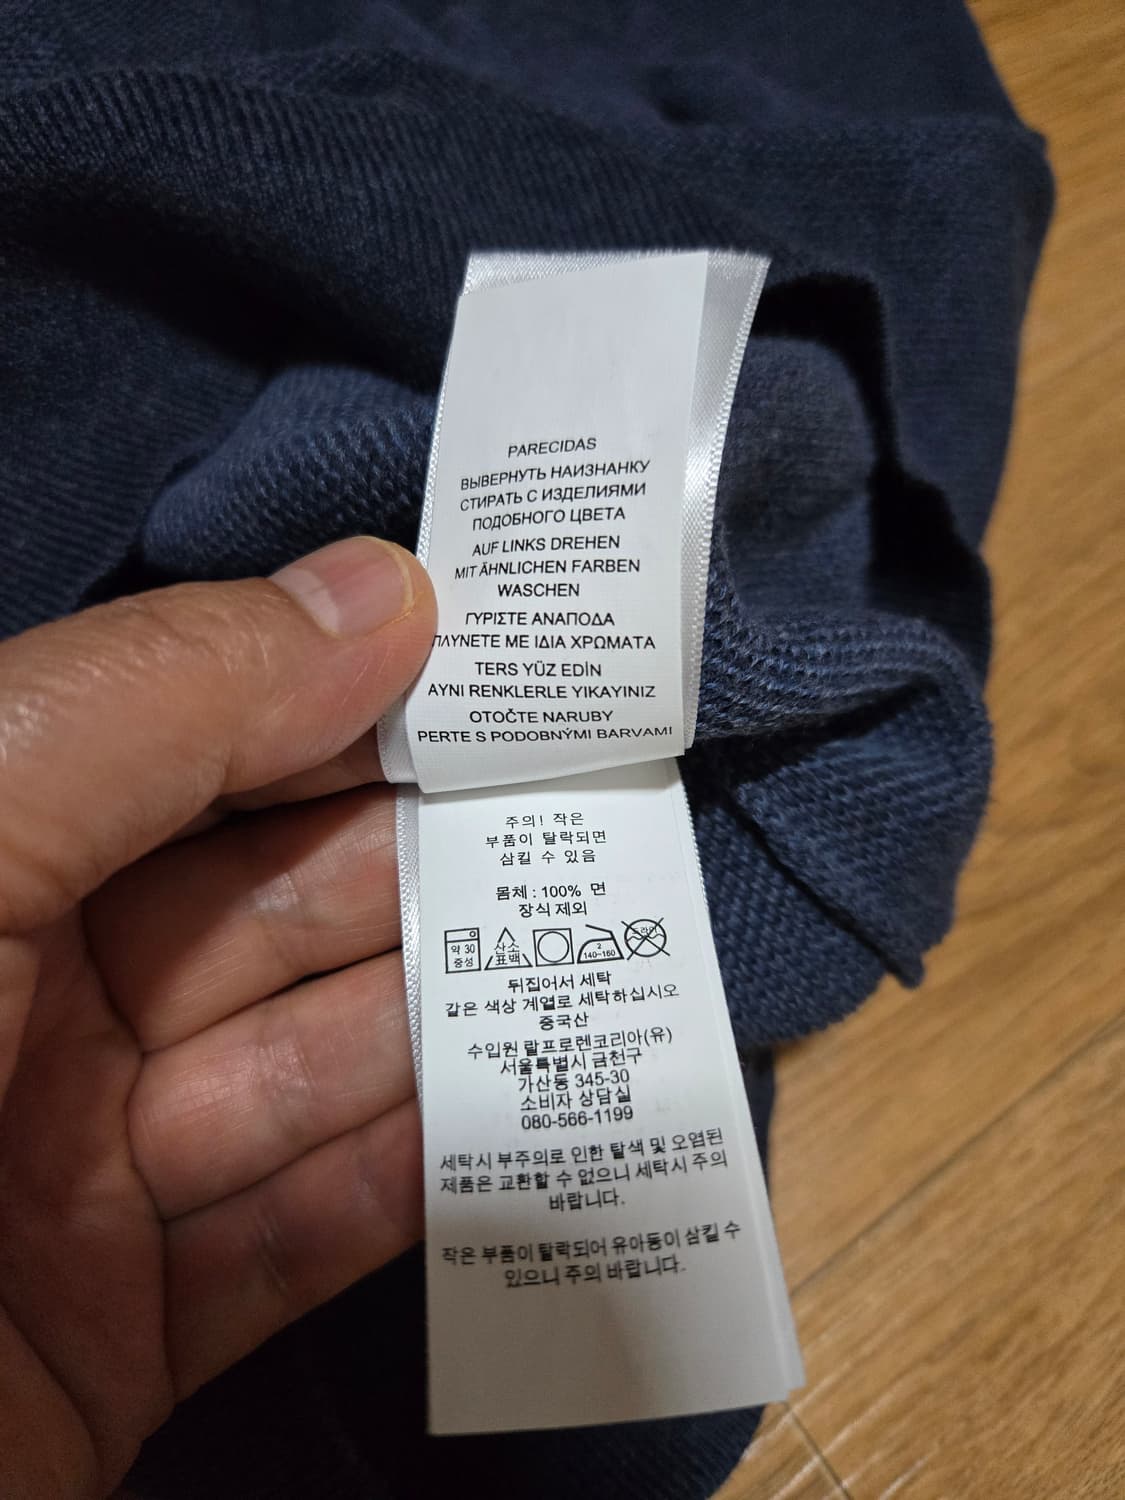 PARECIDAS
ВЫВЕРНУТЬ НАИЗНАНКУ
СТИРАТЬ С ИЗДЕЛИЯМИ
ПОДОБНОГО ЦВЕТА
AUF LINKS DREHEN
MIT ÄHNLICHEN FARBEN
WASCHEN
ΓΥΡΙΣΤΕ ΑΝΑΠΟΔΑ
ΠΛΥΝΕΤΕ ΜΕ ΙΔΙΑ ΧΡΩΜΑΤΑ
TERS YÜZ EDİN
AYNI RENKLERLE YIKAYINIZ
OTOČTE NARUBY
PERTE S PODOBNÝMI BARVAMI
주의! 작은
부품이 탈락되면
삼킬 수 있음
몸체 : 100% 면
장식 제외
약 30 중성 산소 표백 2 140~160 드라이
뒤집어서 세탁
같은 색상 계열로 세탁하십시오
중국산
수입원 랄프로렌코리아(유)
서울특별시 금천구
가산동 345-30
소비자 상담실
080-566-1199
세탁시 부주의로 인한 탈색 및 오염된
제품은 교환할 수 없으니 세탁시 주의
바랍니다.
작은 부품이 탈락되어 유아동이 삼킬 수
있으니 주의 바랍니다.